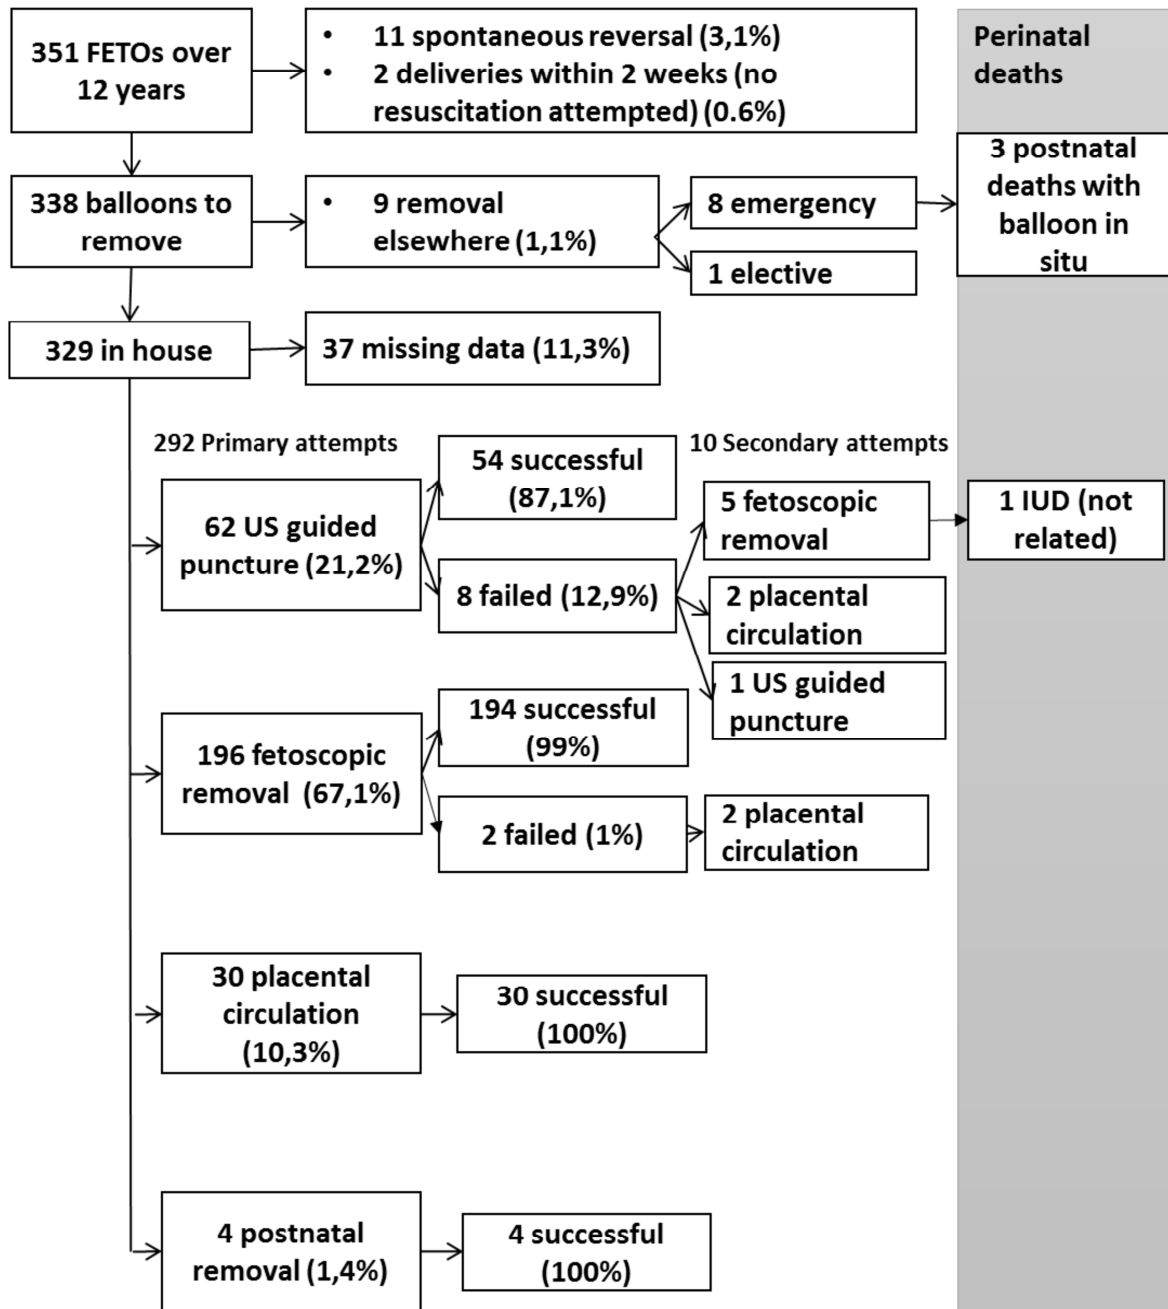 351 FETOs over
12 years
• 11 spontaneous reversal (3,1%)
• 2 deliveries within 2 weeks (no
resuscitation attempted) (0.6%)
Perinatal
deaths
338 balloons to
remove
• 9 removal
elsewhere (1,1%)
8 emergency
1 elective
3 postnatal
deaths with
balloon in
situ
329 in house
37 missing data (11,3%)
292 Primary attempts
10 Secondary attempts
62 US guided
puncture (21,2%)
54 successful
(87,1%)
8 failed (12,9%)
5 fetoscopic
removal
1 IUD (not
related)
2 placental
circulation
1 US guided
puncture
196 fetoscopic
removal (67,1%)
194 successful
(99%)
2 failed (1%)
2 placental
circulation
30 placental
circulation
(10,3%)
30 successful
(100%)
4 postnatal
removal (1,4%)
4 successful
(100%)